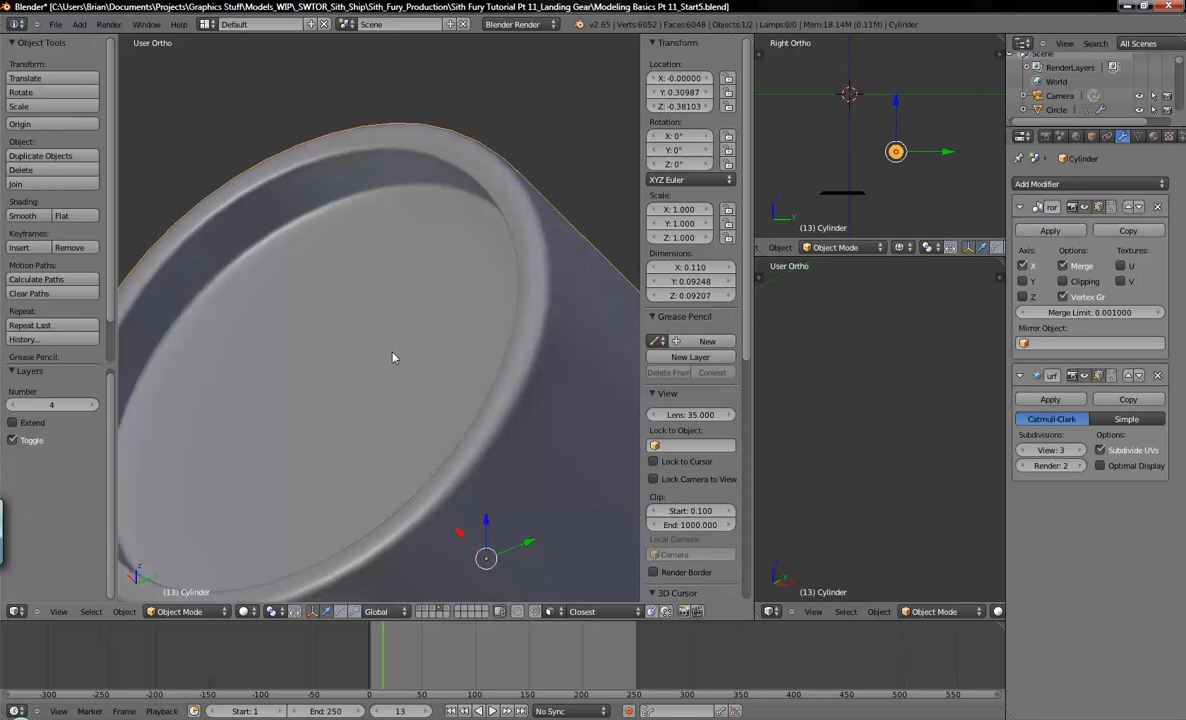 Blender* [C:\Users\Brian\Documents\Projects\Graphics Stuff\Models_WIP\_SWTOR_Sith_Ship\Sith_Fury_Production\Sith Fury Tutorial Pt 11_Landing Gear\Modeling Basics Pt 11_Start5.blend]
File Add Render Window Help Default Scene Blender Render v2.65 | Verts:6052 | Faces:6048 | Objects:1/2 | Lamps:0/0 | Mem:18.14M (0.11M) | Cylinder
Object Tools
Transform:
Translate
Rotate
Scale
Origin
Object:
Duplicate Objects
Delete
Join
Shading:
Smooth Flat
Keyframes:
Insert Remove
Motion Paths:
Calculate Paths
Clear Paths
Repeat:
Repeat Last
History...
Grease Pencil:
Layers
Number
4
Extend
Toggle
User Ortho
(13) Cylinder
View Select Object Object Mode Global Closest
Transform
Location:
X: -0.00000
Y: 0.30987
Z: -0.38103
Rotation:
X: 0°
Y: 0°
Z: 0°
XYZ Euler
Scale:
X: 1.000
Y: 1.000
Z: 1.000
Dimensions:
X: 0.110
Y: 0.09248
Z: 0.09207
Grease Pencil
New
New Layer
Delete Fram Convert
View
Lens: 35.000
Lock to Object:
Lock to Cursor
Lock Camera to View
Clip:
Start: 0.100
End: 1000.000
Local Camera:
Camera
Render Border
3D Cursor
Right Ortho
z y
(13) Cylinder
Object Object Mode
User Ortho
(13) Cylinder
View Select Object Object Mode
View Search All Scenes
Scene
RenderLayers
World
Camera
Circle
Cylinder
Add Modifier
ror
Apply Copy
Axis: Options: Textures:
X Merge U
Y Clipping V
Z Vertex Gr
Merge Limit: 0.001000
Mirror Object:
urf
Apply Copy
Catmull-Clark Simple
Subdivisions: Options:
View: 3 Subdivide UVs
Render: 2 Optimal Display
-300 -250 -200 -150 -100 -50 0 50 100 150 200 250 300 350 400 450 500 550
View Marker Frame Playback Start: 1 End: 250 13 No Sync